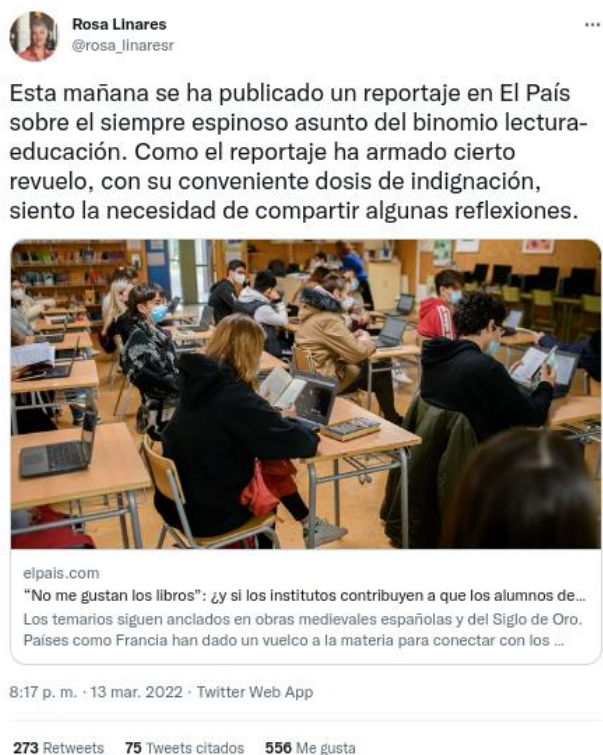 Rosa Linares
@rosa_linaresr
Esta mañana se ha publicado un reportaje en El País
sobre el siempre espinoso asunto del binomio lectura-
educación. Como el reportaje ha armado cierto
revuelo, con su conveniente dosis de indignación,
siento la necesidad de compartir algunas reflexiones.
elpais.com
“No me gustan los libros”: ¿y si los institutos contribuyen a que los alumnos de...
Los temarios siguen anclados en obras medievales españolas y del Siglo de Oro.
Países como Francia han dado un vuelco a la materia para conectar con los ...
8:17 p. m. · 13 mar. 2022 · Twitter Web App
273 Retweets 75 Tweets citados 556 Me gusta